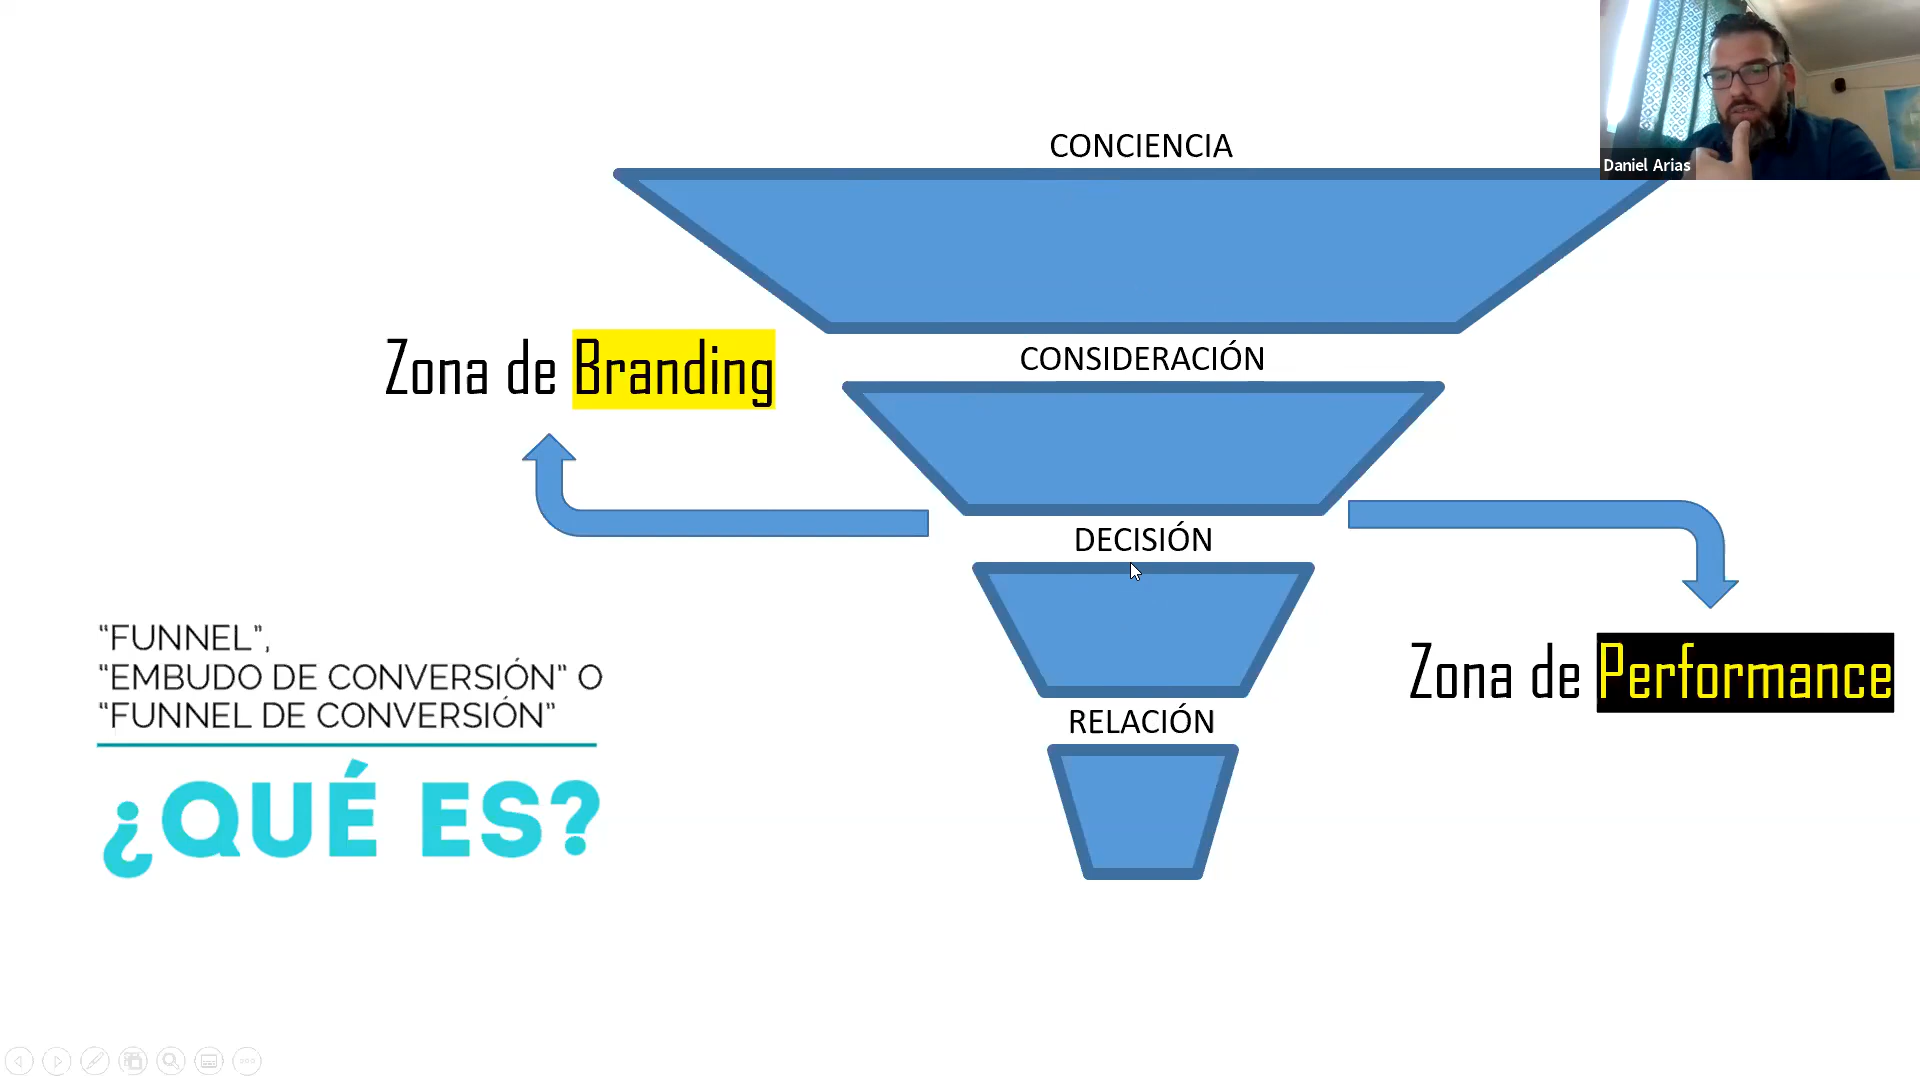 CONCIENCIA
Daniel Arias
Zona de Branding
CONSIDERACIÓN
DECISIÓN
“FUNNEL”,
“EMBUDO DE CONVERSIÓN” O
“FUNNEL DE CONVERSIÓN”
¿QUÉ ES?
Zona de Performance
RELACIÓN